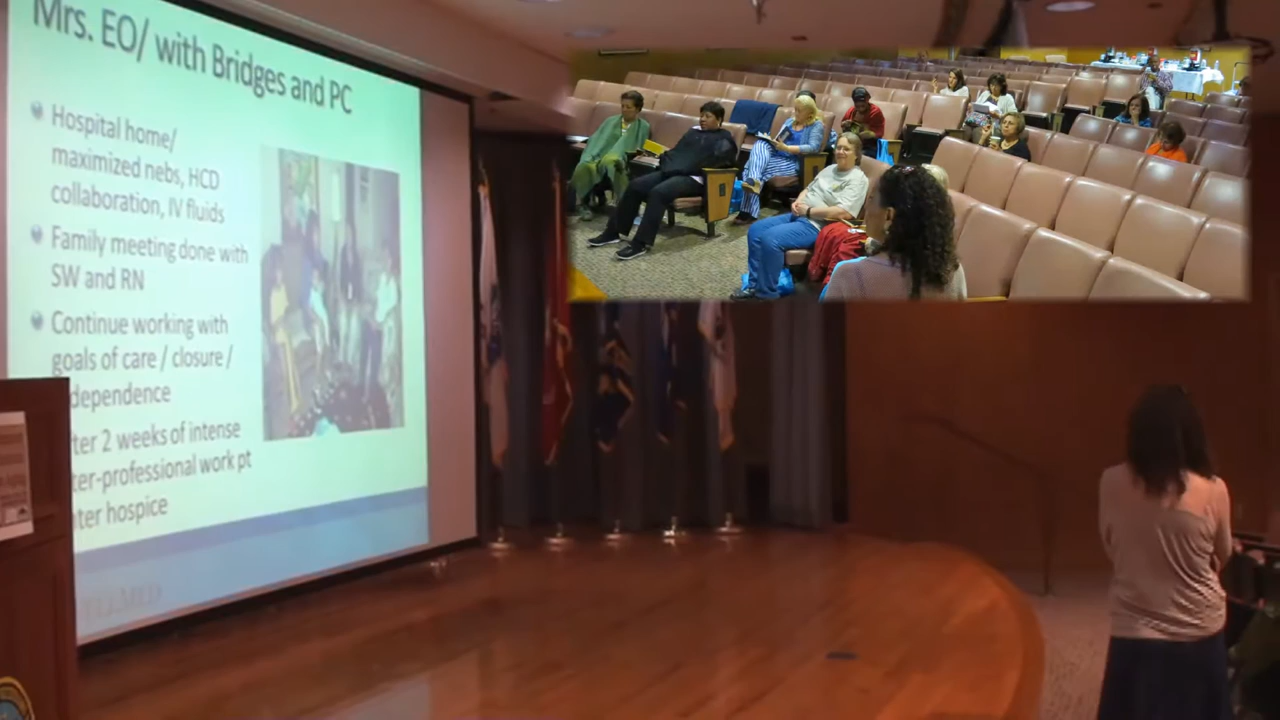 Mrs. EO/ with Bridges and PC
Hospital home/
maximized nebs, HCD
collaboration, IV fluids
Family meeting done with
SW and RN
Continue working with
goals of care / closure /
dependence
ter 2 weeks of intense
ter-professional work pt
ter hospice